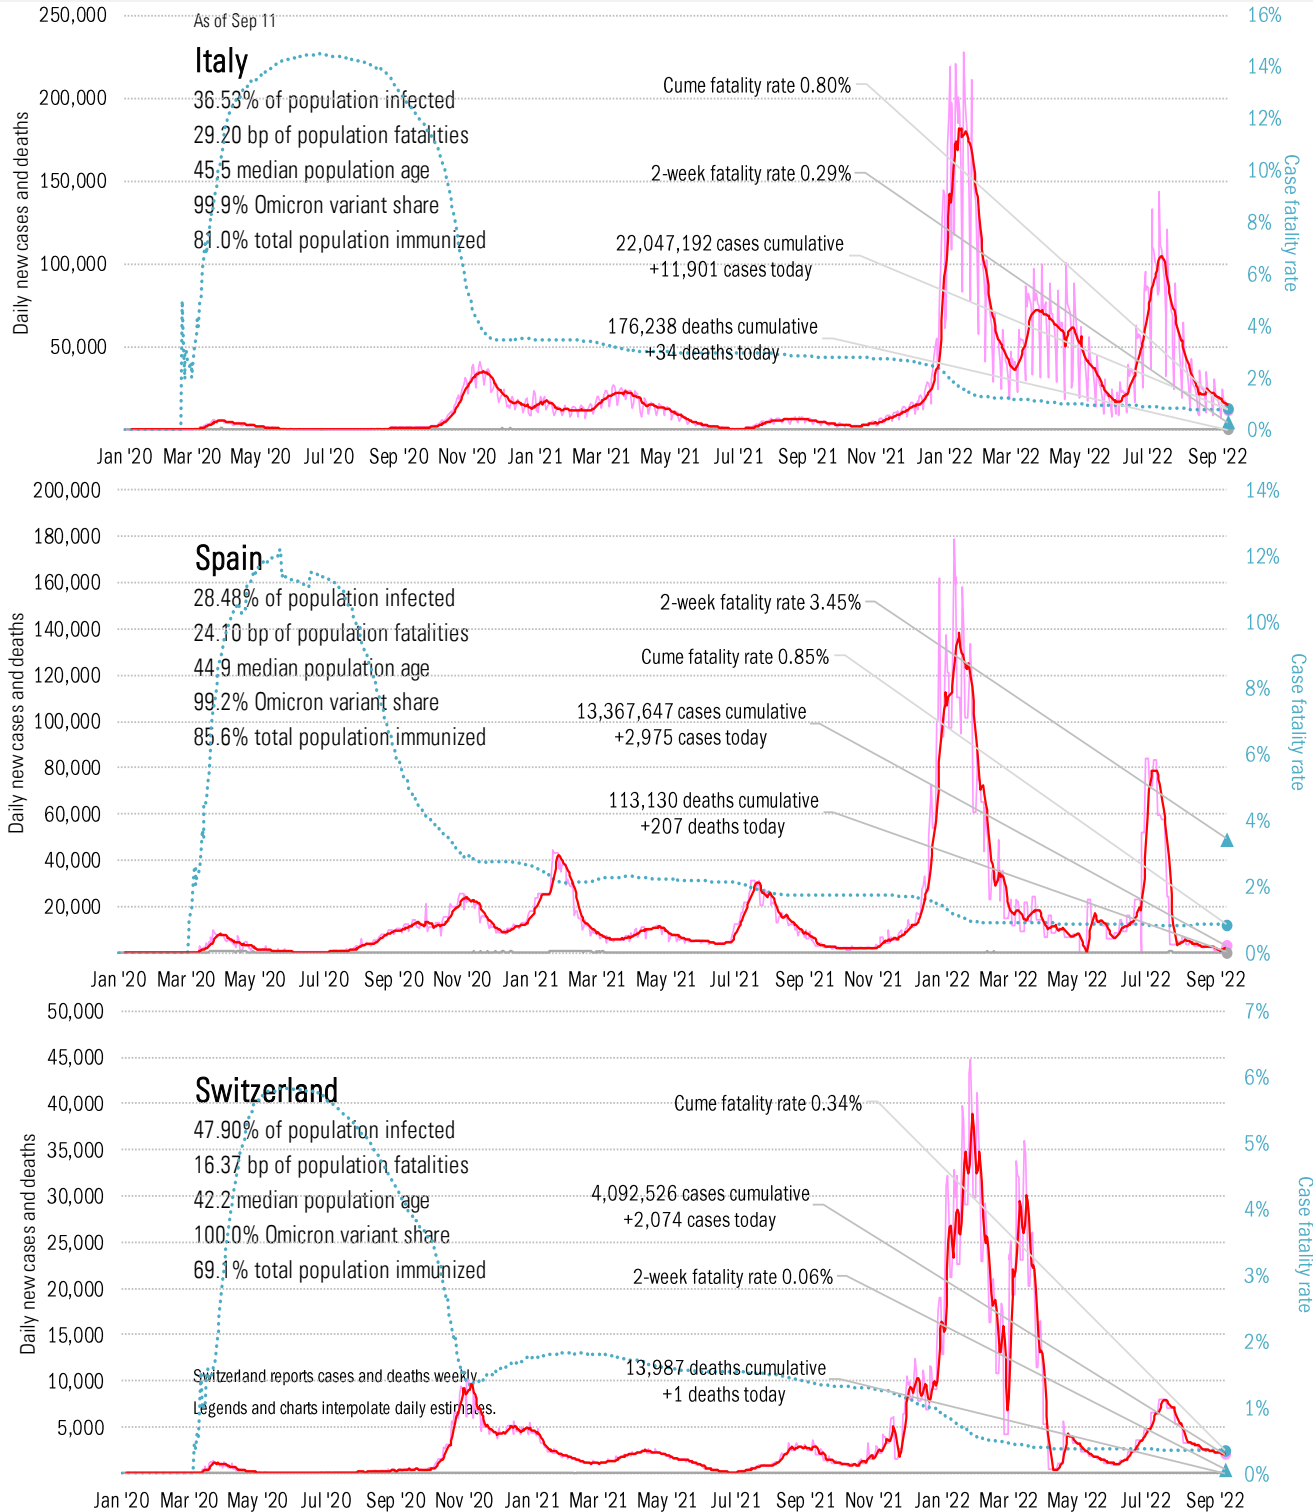 250,000
As of Sep 11
16%
Italy
14%
36.53% of population infected
Cume fatality rate 0.80%
200,000
12%
29.20 bp of population fatalities
45.5 median population age
2-week fatality rate 0.29%
150,000
10%
99.9% Omicron variant share
81.0% total population immunized
8%
22,047,192 cases cumulative
+11,901 cases today
100,000
6%
176,238 deaths cumulative
+34 deaths today
50,000
4%
2%
0%
Daily new cases and deaths
Case fatality rate
Jan '20 Mar '20 May '20 Jul '20 Sep '20 Nov '20 Jan '21 Mar '21 May '21 Jul '21 Sep '21 Nov '21 Jan '22 Mar '22 May '22 Jul '22 Sep '22
200,000
14%
180,000
Spain
12%
160,000
28.48% of population infected
2-week fatality rate 3.45%
140,000
10%
24.10 bp of population fatalities
Cume fatality rate 0.85%
120,000
44.9 median population age
8%
99.2% Omicron variant share
13,367,647 cases cumulative
+2,975 cases today
100,000
85.6% total population immunized
6%
80,000
113,130 deaths cumulative
+207 deaths today
60,000
4%
40,000
2%
20,000
0%
Daily new cases and deaths
Case fatality rate
Jan '20 Mar '20 May '20 Jul '20 Sep '20 Nov '20 Jan '21 Mar '21 May '21 Jul '21 Sep '21 Nov '21 Jan '22 Mar '22 May '22 Jul '22 Sep '22
50,000
7%
45,000
Switzerland
6%
40,000
Cume fatality rate 0.34%
47.90% of population infected
35,000
5%
16.37 bp of population fatalities
42.2 median population age
4,092,526 cases cumulative
+2,074 cases today
30,000
4%
100.0% Omicron variant share
25,000
69.1% total population immunized
2-week fatality rate 0.06%
3%
20,000
15,000
2%
Switzerland reports cases and deaths weekly.
13,987 deaths cumulative
+1 deaths today
10,000
Legends and charts interpolate daily estimates.
1%
5,000
0%
Daily new cases and deaths
Case fatality rate
Jan '20 Mar '20 May '20 Jul '20 Sep '20 Nov '20 Jan '21 Mar '21 May '21 Jul '21 Sep '21 Nov '21 Jan '22 Mar '22 May '22 Jul '22 Sep '22